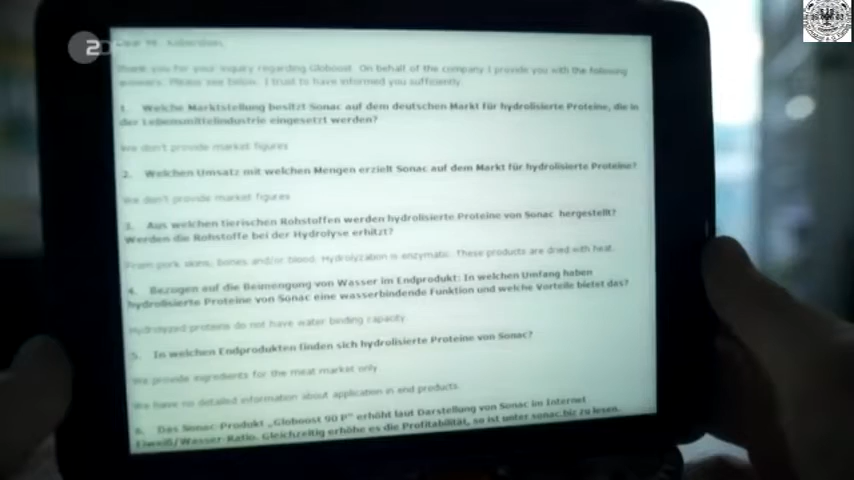 2
Dear Mr.
Thank you for your inquiry regarding Globoost. On behalf of the company I provide you with the following
answers. Please see below. I trust to have informed you sufficiently.
1. Welche Marktstellung besitzt Sonac auf dem deutschen Markt für hydrolisierte Proteine, die in
der Lebensmittelindustrie eingesetzt werden?
We don't provide market figures
2. Welchen Umsatz mit welchen Mengen erzielt Sonac auf dem Markt für hydrolisierte Proteine?
We don't provide market figures
3. Aus welchen tierischen Rohstoffen werden hydrolisierte Proteine von Sonac hergestellt?
Werden die Rohstoffe bei der Hydrolyse erhitzt?
From pork skins, bones and/or blood. Hydrolyzation is enzymatic. These products are dried with heat.
4. Bezogen auf die Beimengung von Wasser im Endprodukt: In welchen Umfang haben
hydrolisierte Proteine von Sonac eine wasserbindende Funktion und welche Vorteile bietet das?
Hydrolyzed proteins do not have water binding capacity
5. In welchen Endprodukten finden sich hydrolisierte Proteine von Sonac?
We provide ingredients for the meat market only
We have no detailed information about application in end products.
6. Das Sonac-Produkt „Globoost 90 P" erhöht laut Darstellung von Sonac im Internet
Eiweiß/Wasser-Ratio. Gleichzeitig erhöhe es die Profitabilität, so ist unter sonac.biz zu lesen.